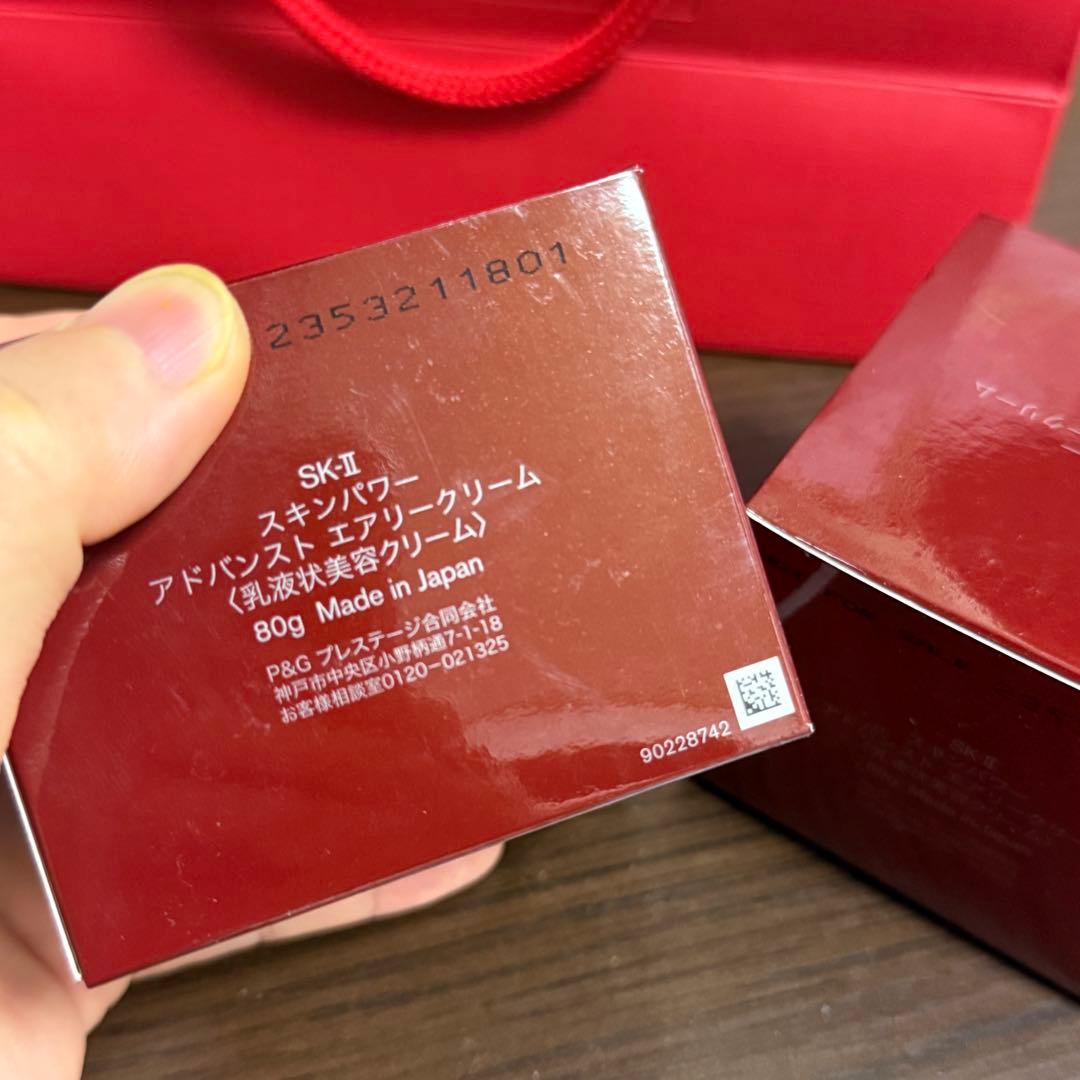 2353211801
SK-II
スキンパワー
アドバンスト エアリークリーム
〈乳液状美容クリーム〉
80g Made in Japan
P&G プレステージ合同会社
神戸市中央区小野柄通7-1-18
お客様相談室0120-021325
90228742
SK-II